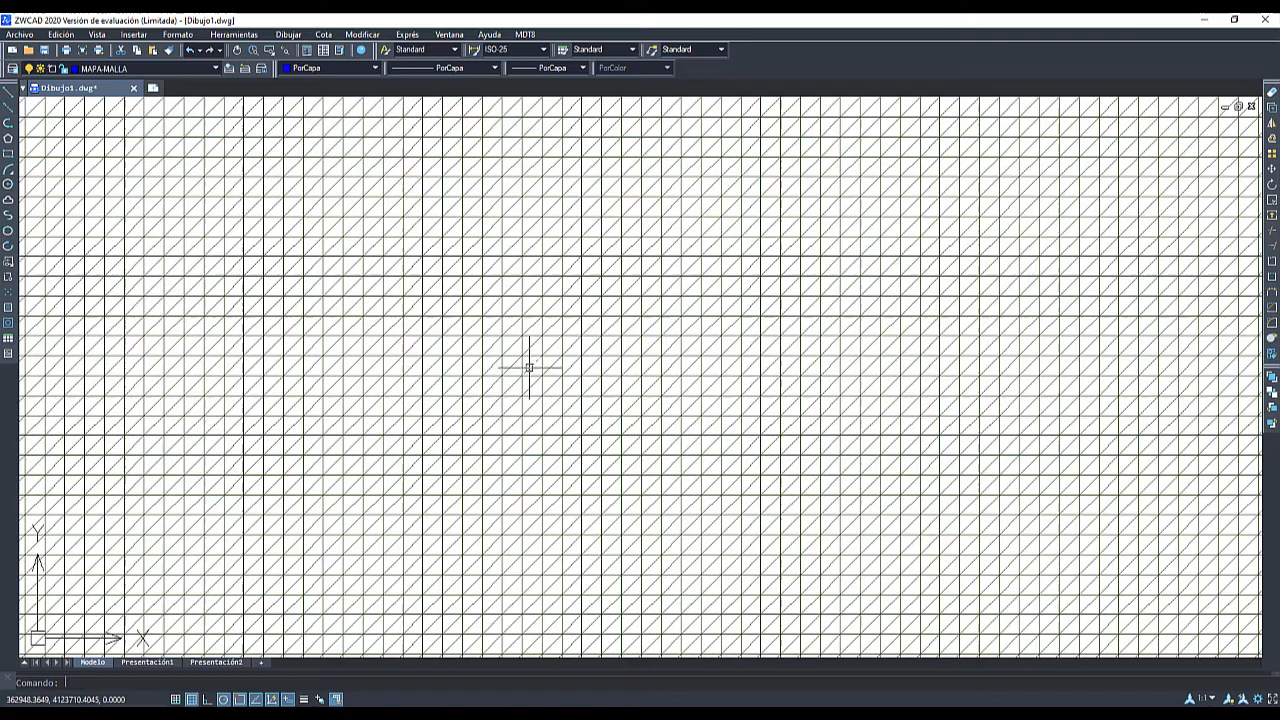 ZWCAD 2020 Versión de evaluación (Limitada) - [Dibujo1.dwg]
Archivo Edición Vista Insertar Formato Herramientas Dibujar Cota Modificar Exprés Ventana Ayuda MDT8
Standard ISO-25 Standard Standard
MAPA-MALLA PorCapa PorCapa PorCapa PorColor
Dibujo1.dwg*
Y
X
Modelo Presentación1 Presentación2 +
Comando:
362948.3649, 4123710.4045, 0.0000 1:1